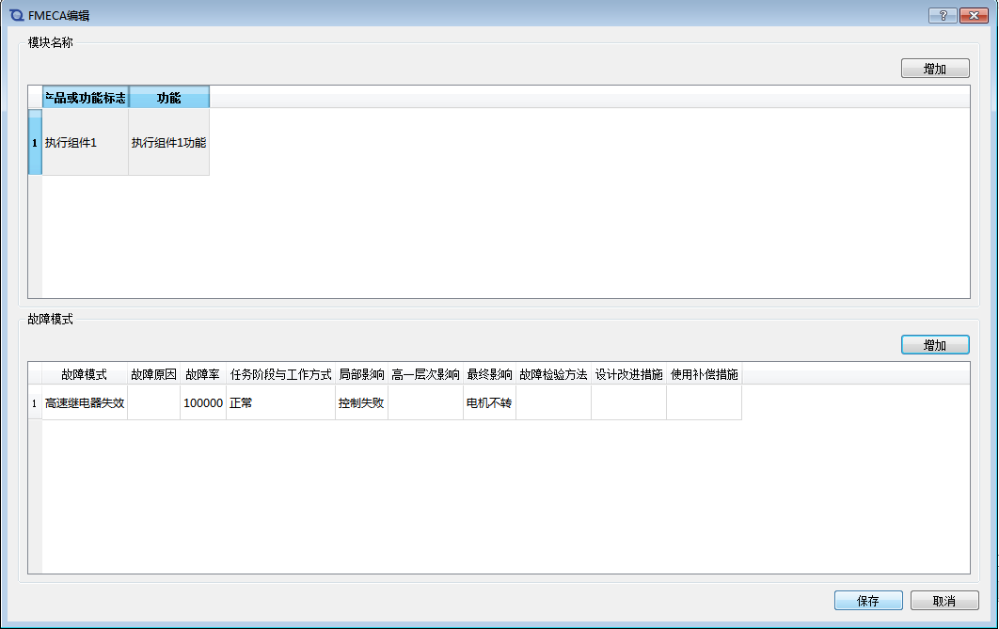 FMECA编辑
模块名称
增加
产品或功能标志 功能
1 执行组件1 执行组件1功能
故障模式
增加
故障模式 故障原因 故障率 任务阶段与工作方式 局部影响 高一层次影响 最终影响 故障检验方法 设计改进措施 使用补偿措施
1 高速继电器失效 100000 正常 控制失败 电机不转
保存 取消